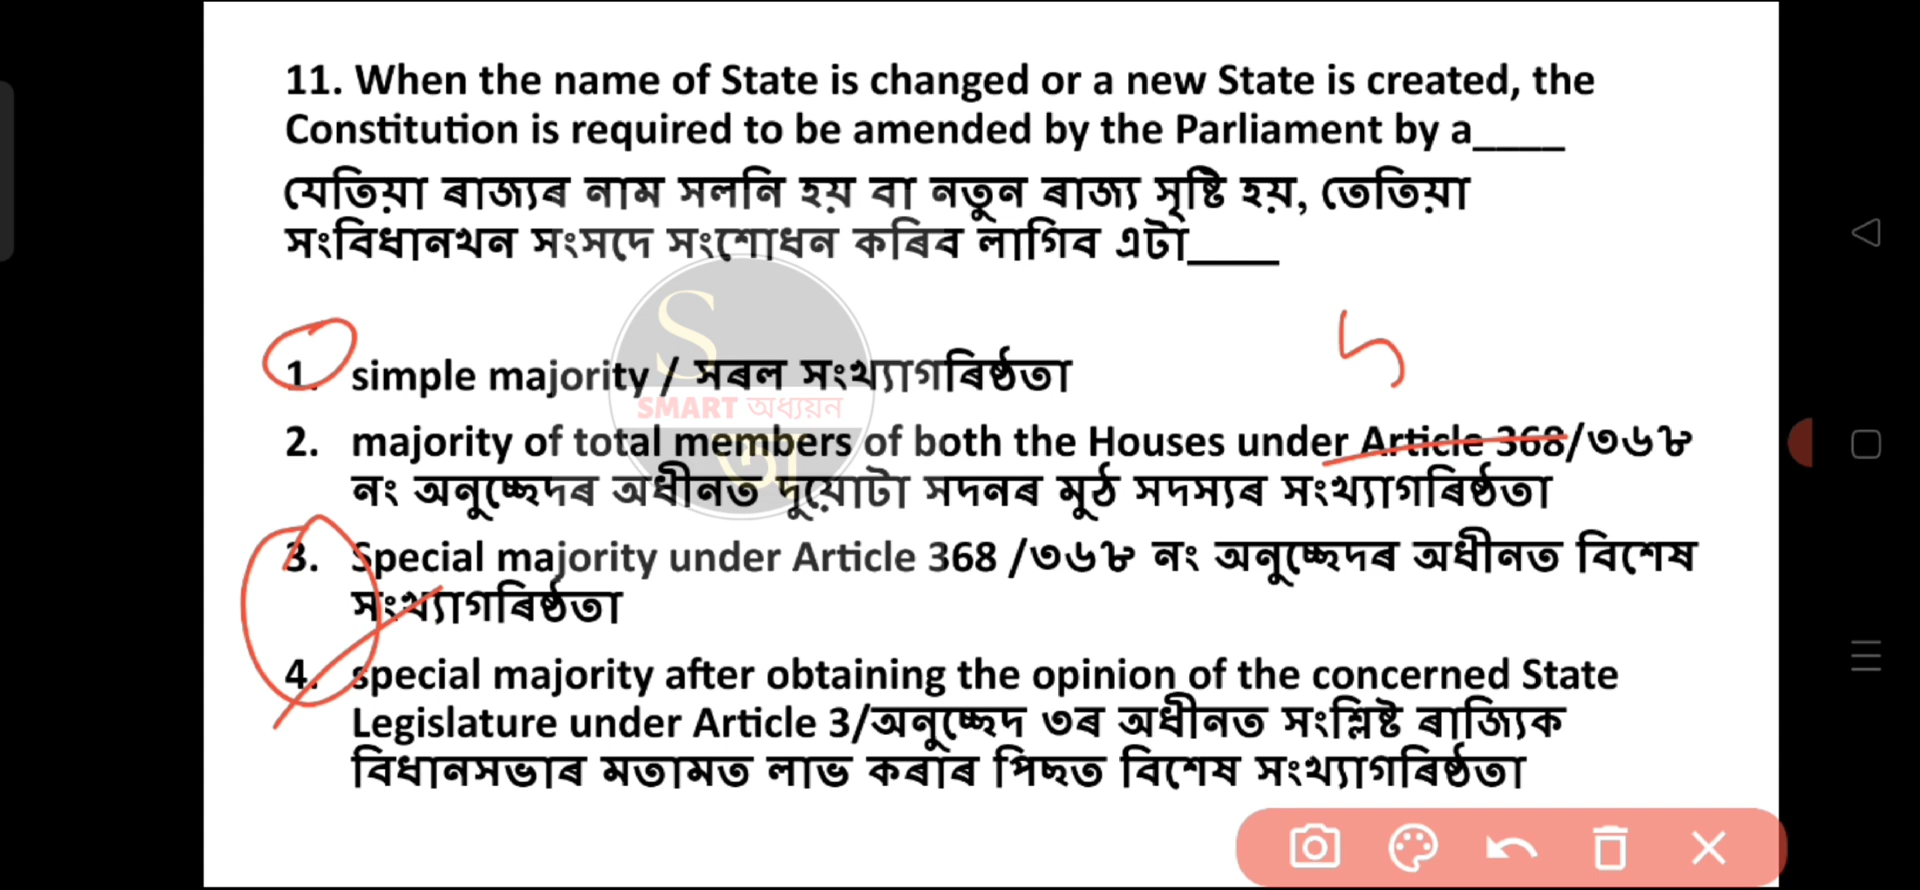 11. When the name of State is changed or a new State is created, the
Constitution is required to be amended by the Parliament by a____
যেতিয়া ৰাজ্যৰ নাম সলনি হয় বা নতুন ৰাজ্য সৃষ্টি হয়, তেতিয়া
সংবিধানখন সংসদে সংশোধন কৰিব লাগিব এটা____
1. simple majority / সৰল সংখ্যাগৰিষ্ঠতা
SMART অধ্যয়ন
2. majority of total members of both the Houses under Article 368/৩৬৮
নং অনুচ্ছেদৰ অধীনত দুয়োটা সদনৰ মুঠ সদস্যৰ সংখ্যাগৰিষ্ঠতা
3. Special majority under Article 368 /৩৬৮ নং অনুচ্ছেদৰ অধীনত বিশেষ
সংখ্যাগৰিষ্ঠতা
4. special majority after obtaining the opinion of the concerned State
Legislature under Article 3/অনুচ্ছেদ ৩ৰ অধীনত সংশ্লিষ্ট ৰাজ্যিক
বিধানসভাৰ মতামত লাভ কৰাৰ পিছত বিশেষ সংখ্যাগৰিষ্ঠতা